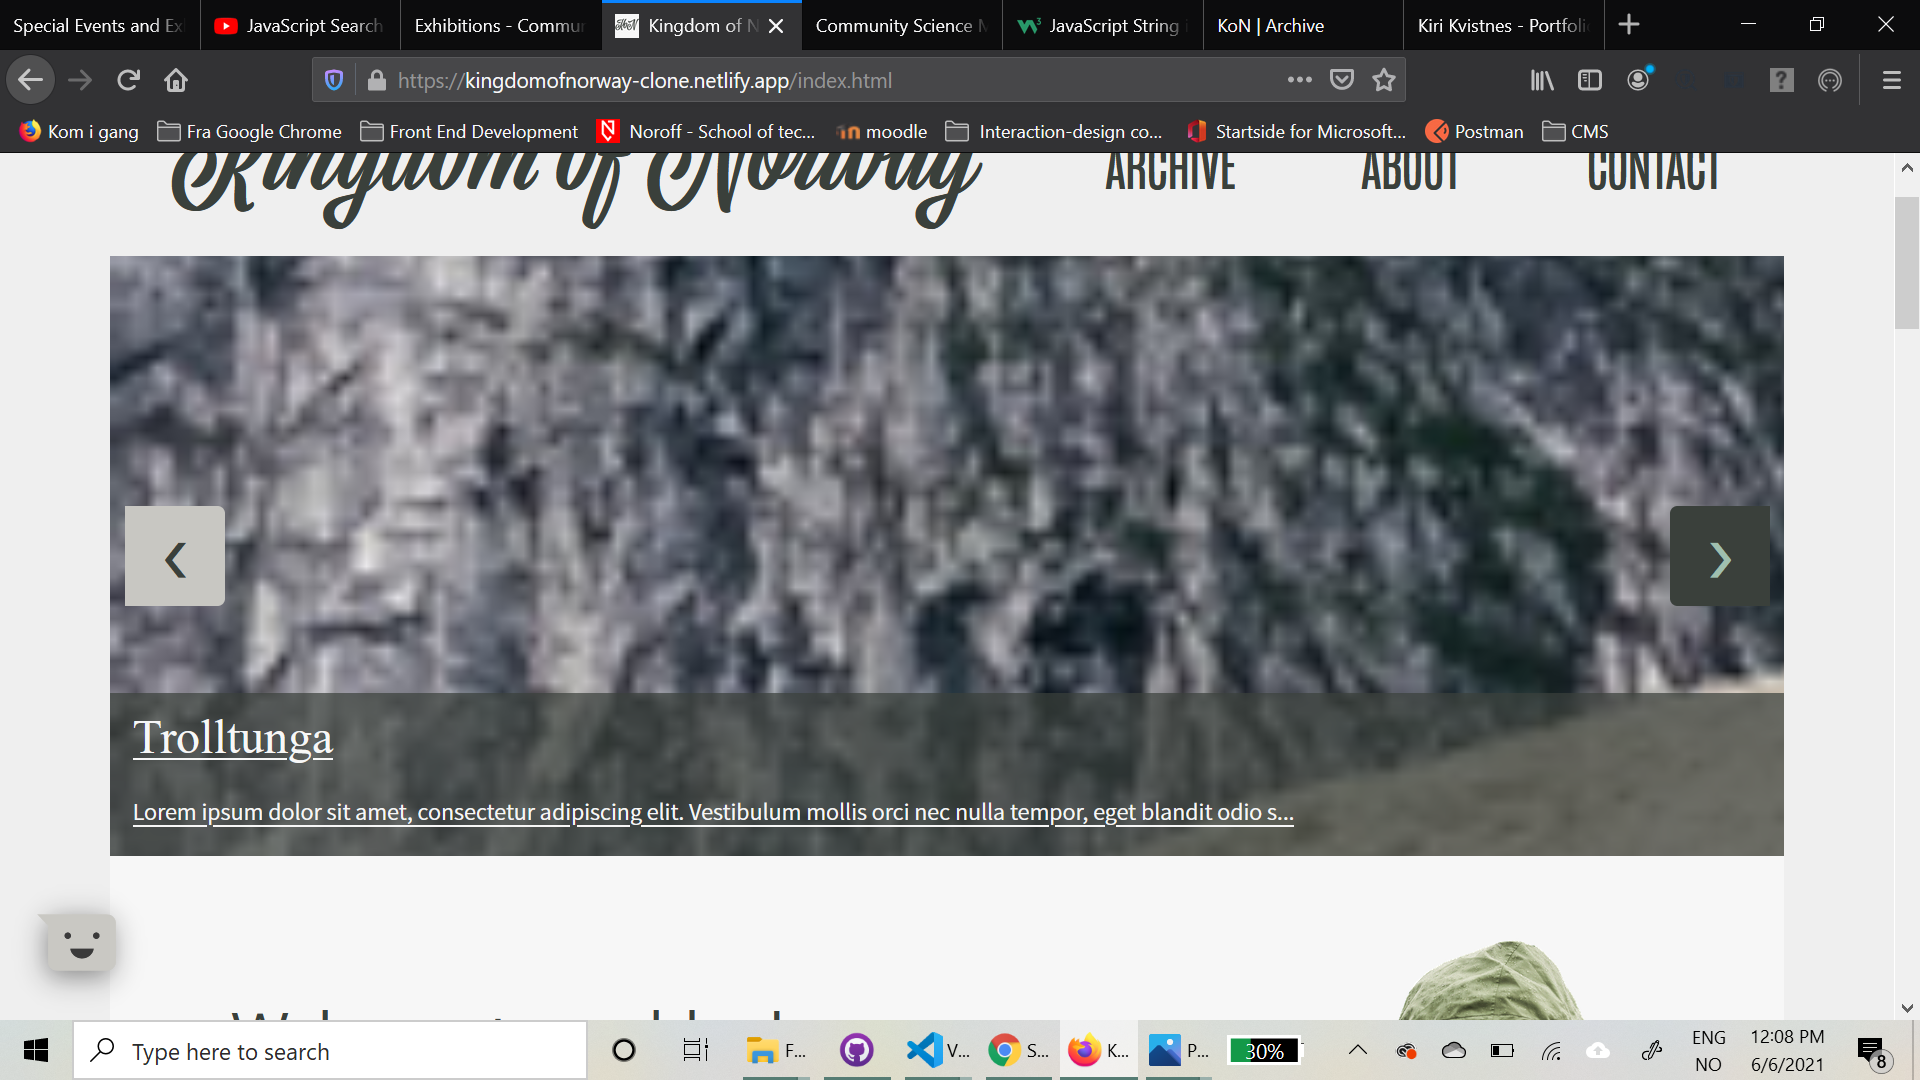 Special Events and Ex
JavaScript Search
Exhibitions - Commun
Kingdom of N
Community Science M
JavaScript String i
KoN | Archive
Kiri Kvistnes - Portfolio
https://kingdomofnorway-clone.netlify.app/index.html
Kom i gang
Fra Google Chrome
Front End Development
Noroff - School of tec...
moodle
Interaction-design co...
Startside for Microsoft...
Postman
CMS
Kingdom of Norway
ARCHIVE
ABOUT
CONTACT
Trolltunga
Lorem ipsum dolor sit amet, consectetur adipiscing elit. Vestibulum mollis orci nec nulla tempor, eget blandit odio s...
Type here to search
F...
V...
S...
K...
P...
30%
ENG
NO
12:08 PM
6/6/2021
8